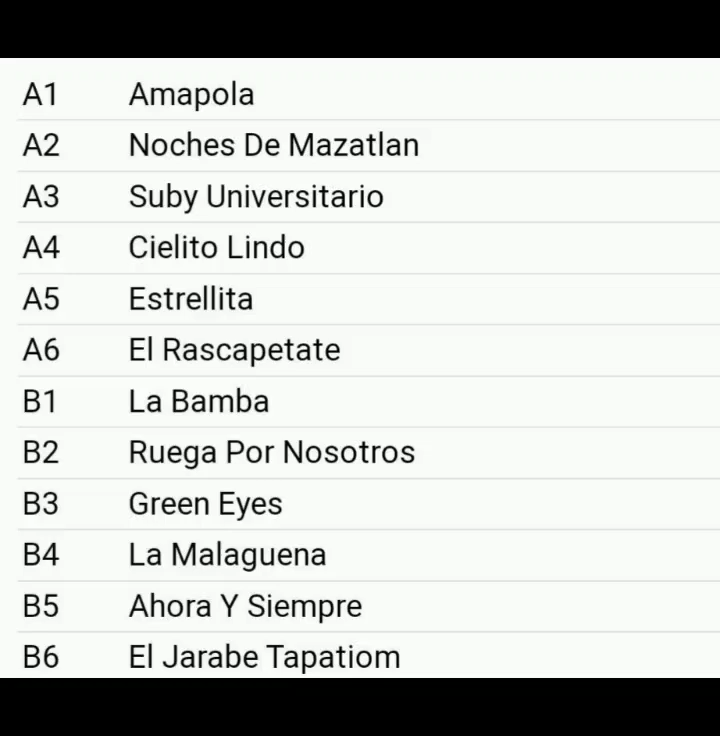 A1 Amapola
A2 Noches De Mazatlan
A3 Suby Universitario
A4 Cielito Lindo
A5 Estrellita
A6 El Rascapetate
B1 La Bamba
B2 Ruega Por Nosotros
B3 Green Eyes
B4 La Malaguena
B5 Ahora Y Siempre
B6 El Jarabe Tapatiom